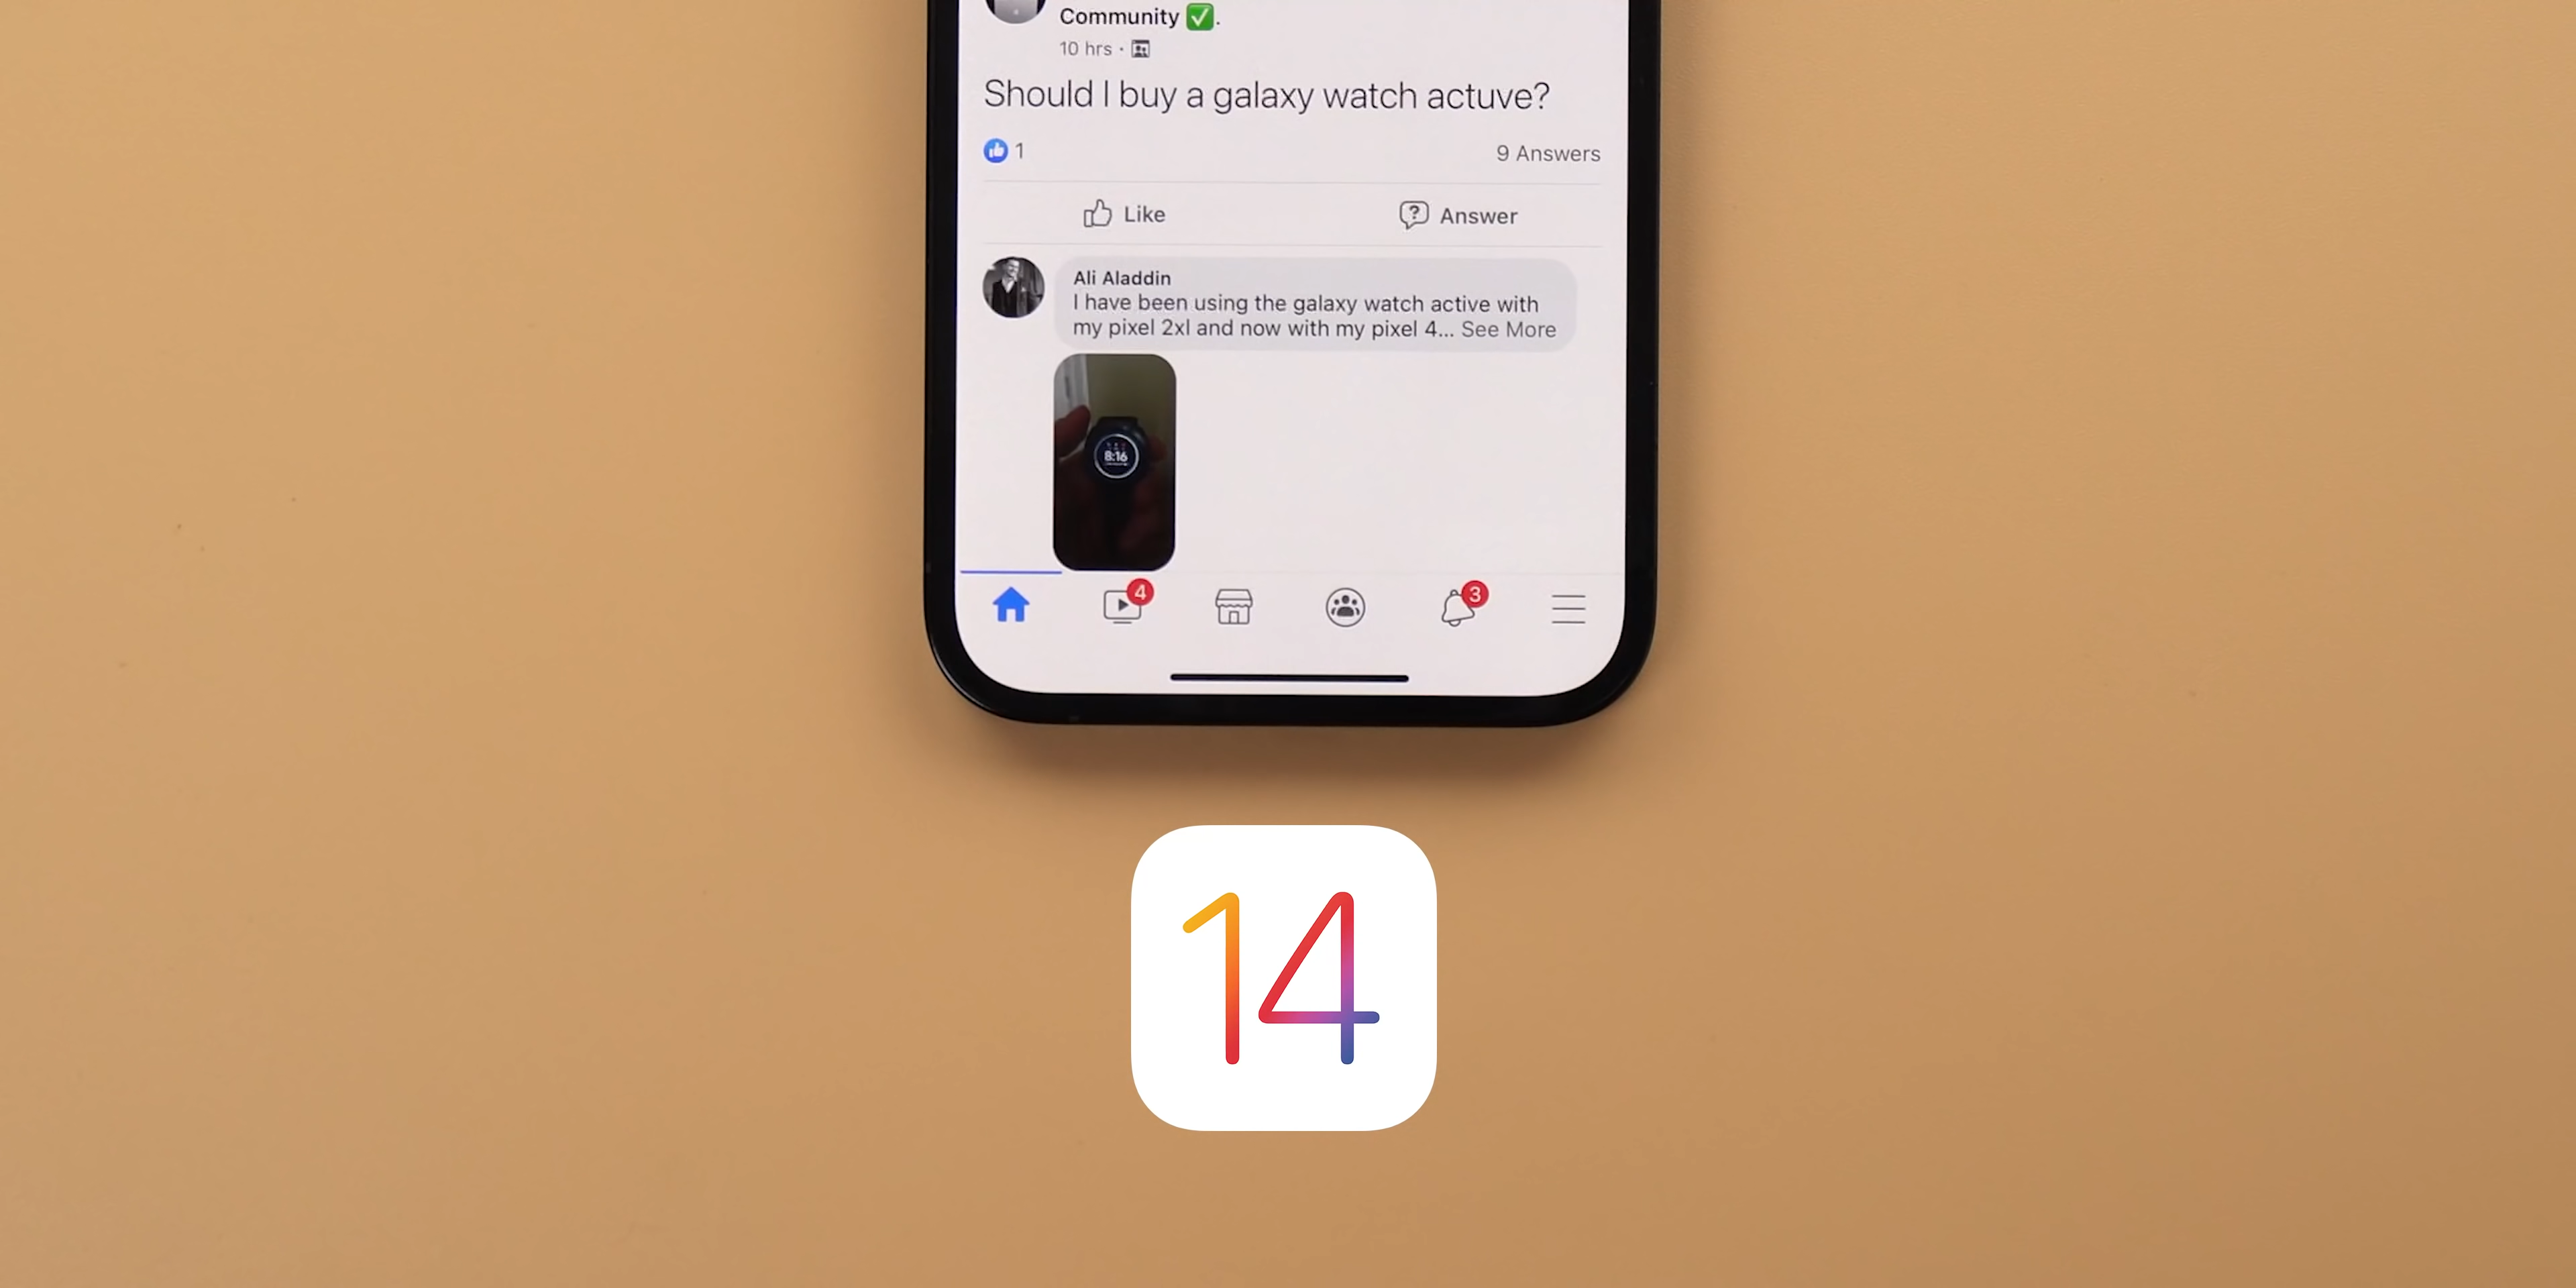 Community ✅.
10 hrs ·
Should I buy a galaxy watch actuve?
1
9 Answers
Like
Answer
Ali Aladdin
I have been using the galaxy watch active with
my pixel 2xl and now with my pixel 4... See More
8:16
4
3
14